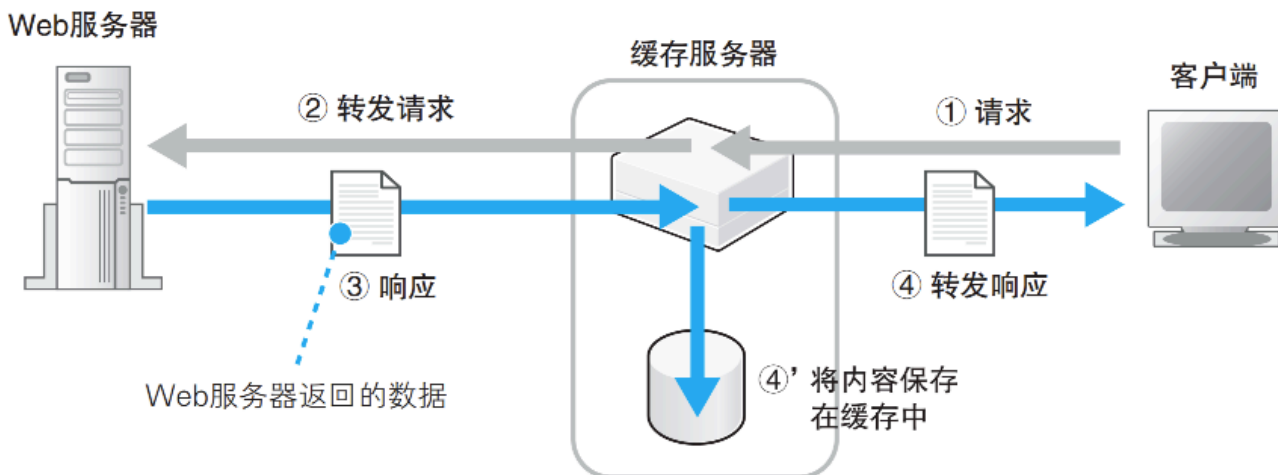 Web服务器
缓存服务器
客户端
② 转发请求
① 请求
③ 响应
④ 转发响应
Web服务器返回的数据
④’ 将内容保存
在缓存中